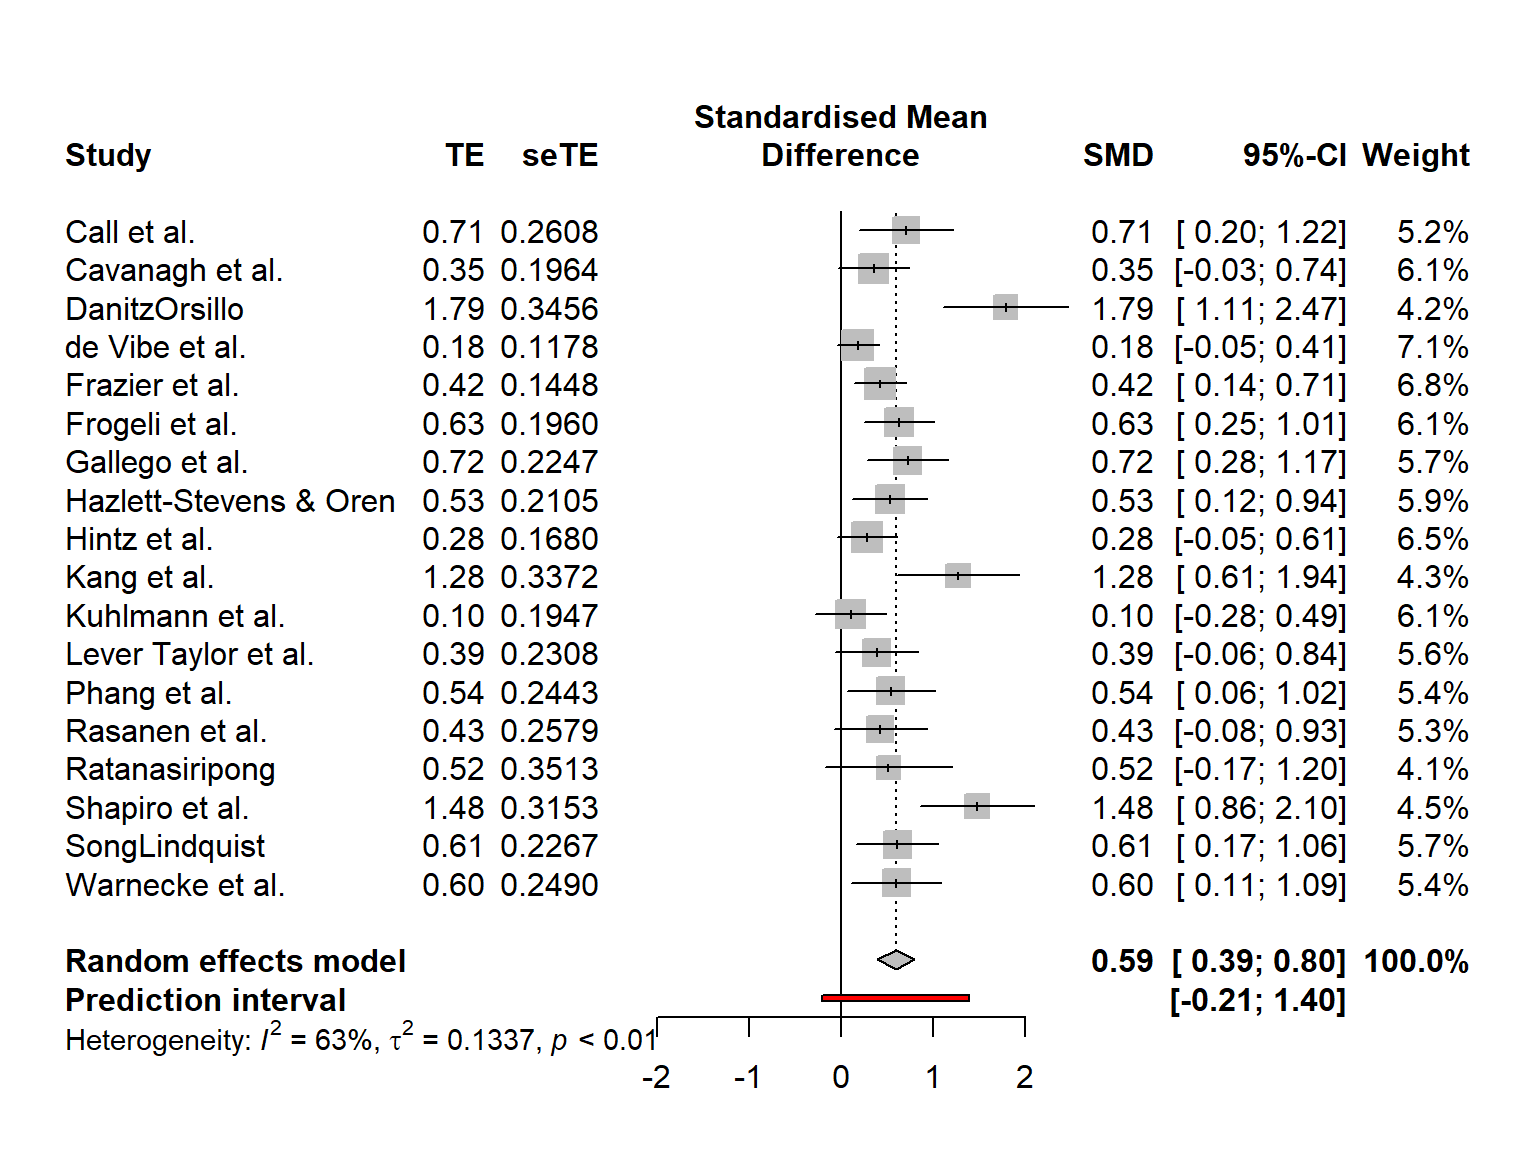 Standardised Mean
Study TE seTE Difference SMD 95%-CI Weight
Call et al. 0.71 0.2608 0.71 [ 0.20; 1.22] 5.2%
Cavanagh et al. 0.35 0.1964 0.35 [-0.03; 0.74] 6.1%
DanitzOrsillo 1.79 0.3456 1.79 [ 1.11; 2.47] 4.2%
de Vibe et al. 0.18 0.1178 0.18 [-0.05; 0.41] 7.1%
Frazier et al. 0.42 0.1448 0.42 [ 0.14; 0.71] 6.8%
Frogeli et al. 0.63 0.1960 0.63 [ 0.25; 1.01] 6.1%
Gallego et al. 0.72 0.2247 0.72 [ 0.28; 1.17] 5.7%
Hazlett-Stevens & Oren 0.53 0.2105 0.53 [ 0.12; 0.94] 5.9%
Hintz et al. 0.28 0.1680 0.28 [-0.05; 0.61] 6.5%
Kang et al. 1.28 0.3372 1.28 [ 0.61; 1.94] 4.3%
Kuhlmann et al. 0.10 0.1947 0.10 [-0.28; 0.49] 6.1%
Lever Taylor et al. 0.39 0.2308 0.39 [-0.06; 0.84] 5.6%
Phang et al. 0.54 0.2443 0.54 [ 0.06; 1.02] 5.4%
Rasanen et al. 0.43 0.2579 0.43 [-0.08; 0.93] 5.3%
Ratanasiripong 0.52 0.3513 0.52 [-0.17; 1.20] 4.1%
Shapiro et al. 1.48 0.3153 1.48 [ 0.86; 2.10] 4.5%
SongLindquist 0.61 0.2267 0.61 [ 0.17; 1.06] 5.7%
Warnecke et al. 0.60 0.2490 0.60 [ 0.11; 1.09] 5.4%
Random effects model 0.59 [ 0.39; 0.80] 100.0%
Prediction interval [-0.21; 1.40]
Heterogeneity: I² = 63%, τ² = 0.1337, p < 0.01
-2 -1 0 1 2